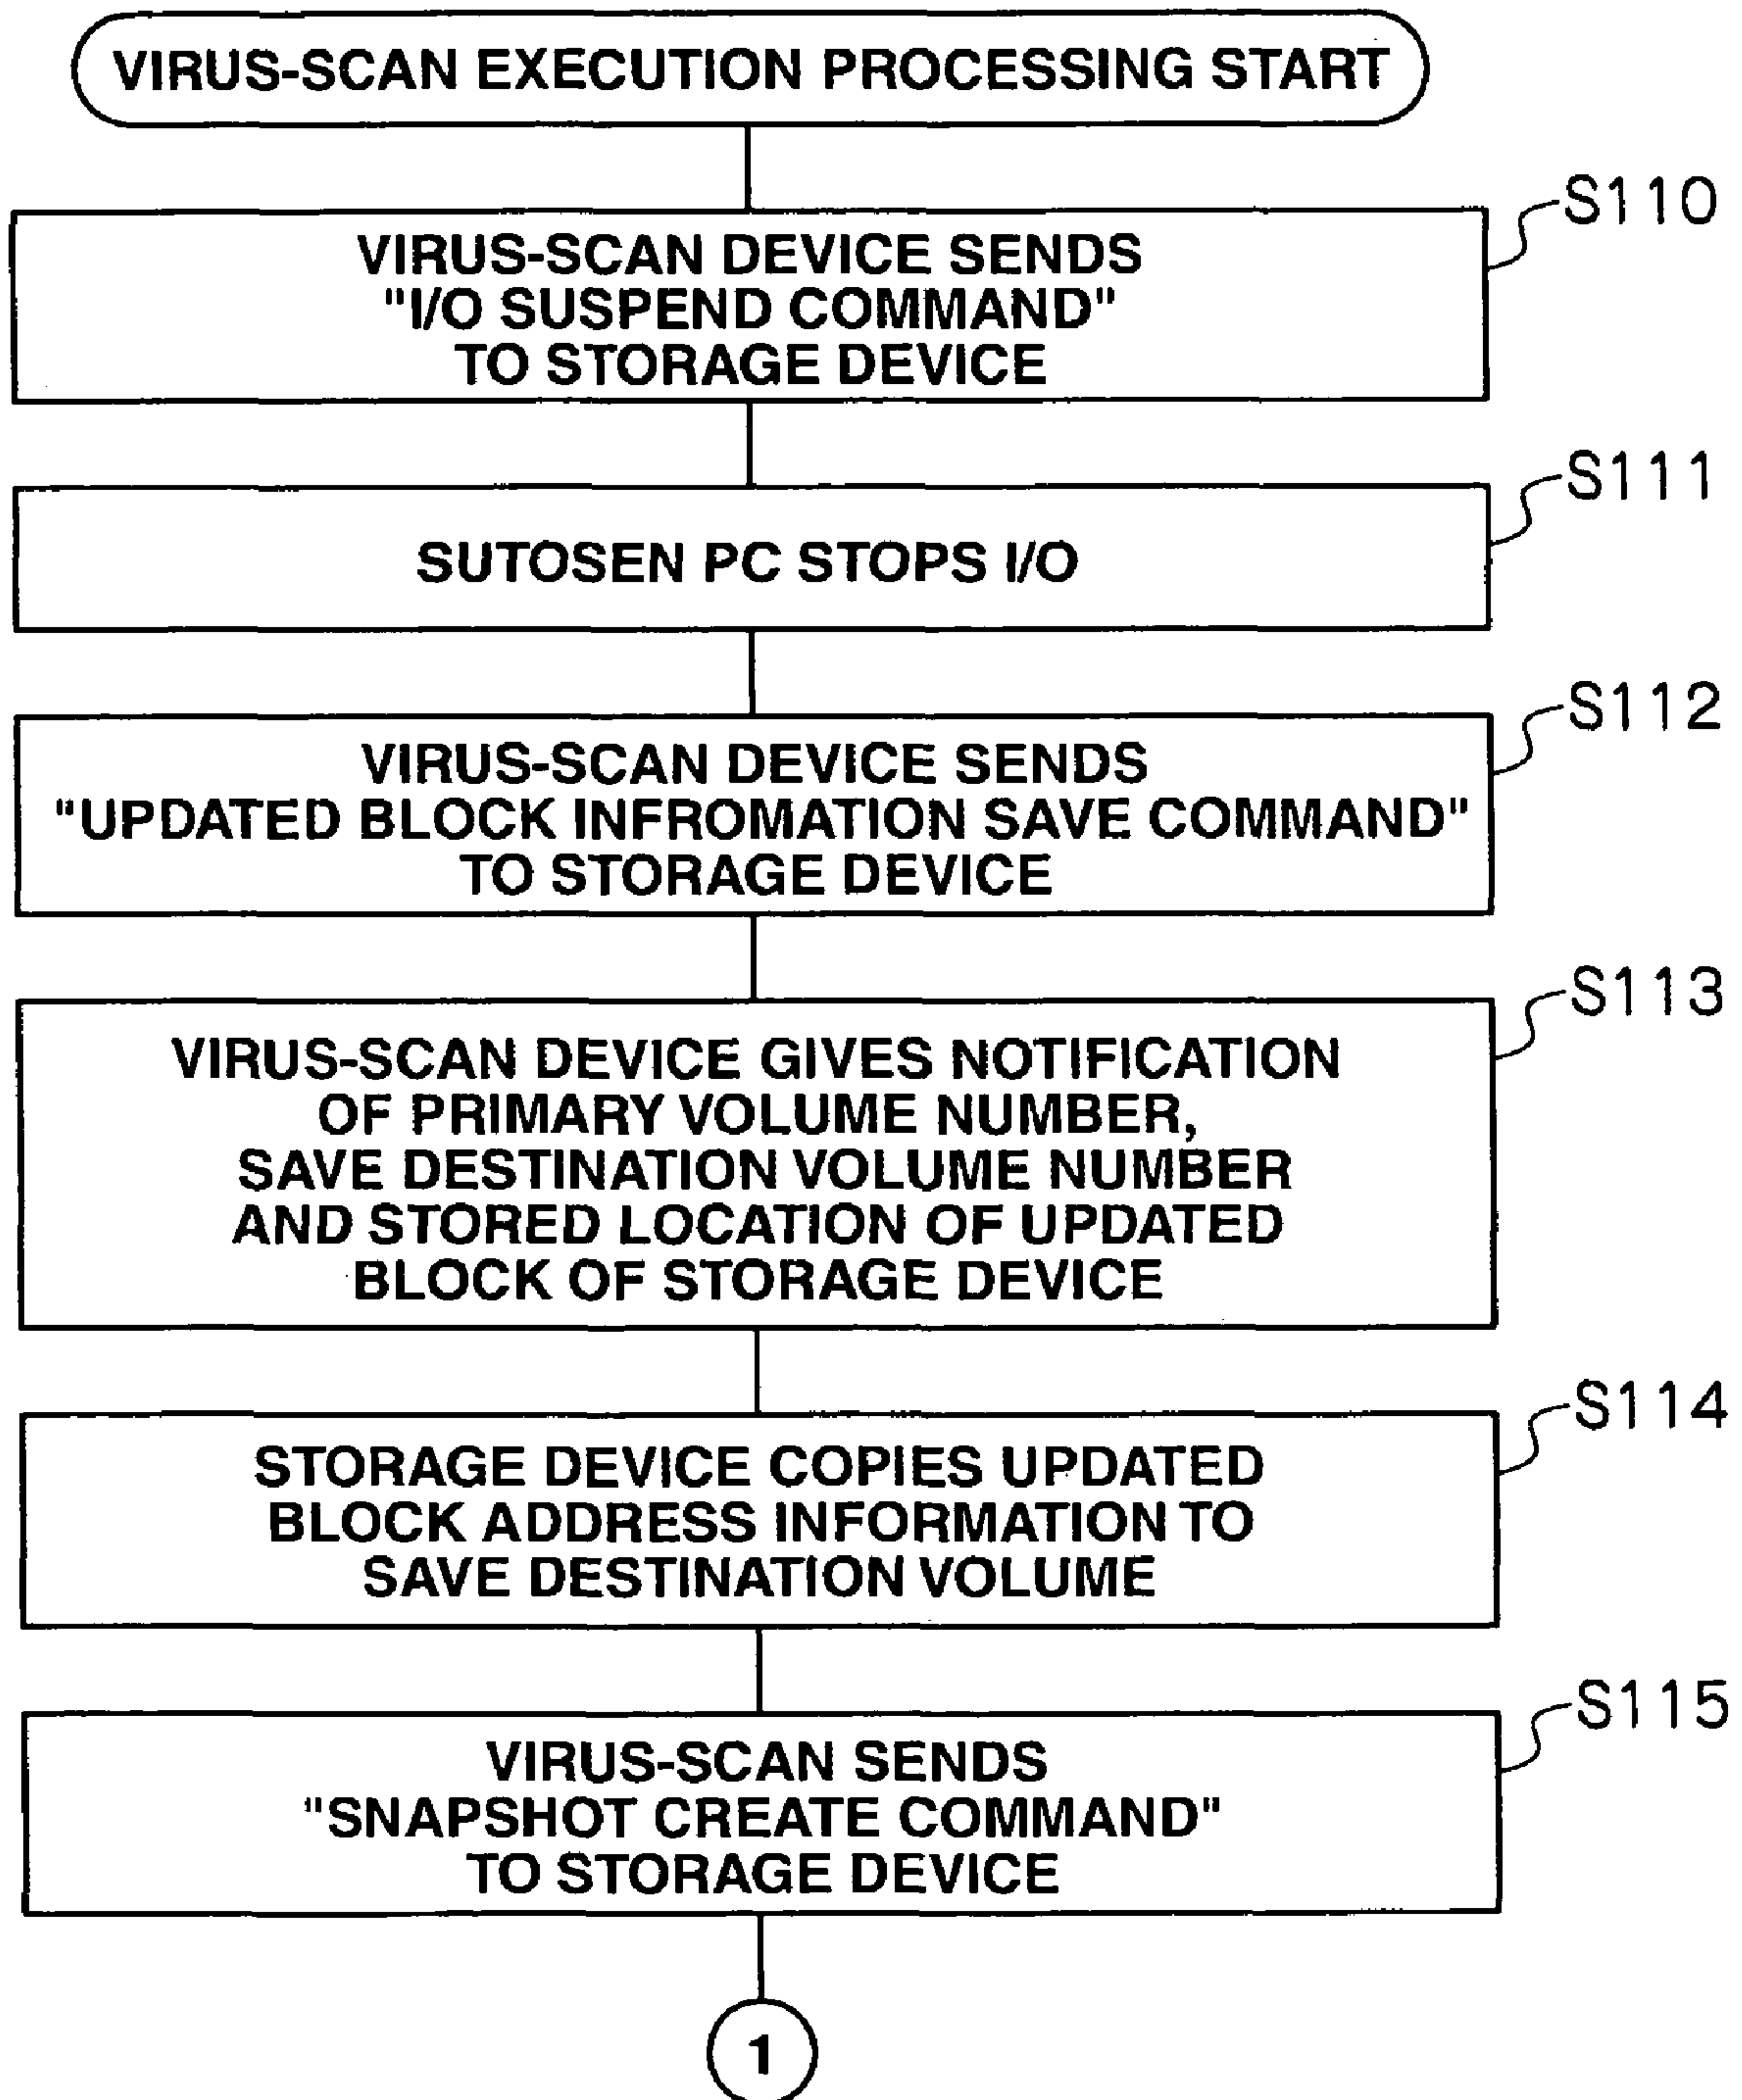 VIRUS-SCAN EXECUTION PROCESSING START
S110
VIRUS-SCAN DEVICE SENDS
"I/O SUSPEND COMMAND"
TO STORAGE DEVICE
S111
SUTOSEN PC STOPS I/O
S112
VIRUS-SCAN DEVICE SENDS
"UPDATED BLOCK INFROMATION SAVE COMMAND"
TO STORAGE DEVICE
S113
VIRUS-SCAN DEVICE GIVES NOTIFICATION
OF PRIMARY VOLUME NUMBER,
SAVE DESTINATION VOLUME NUMBER
AND STORED LOCATION OF UPDATED
BLOCK OF STORAGE DEVICE
S114
STORAGE DEVICE COPIES UPDATED
BLOCK ADDRESS INFORMATION TO
SAVE DESTINATION VOLUME
S115
VIRUS-SCAN SENDS
"SNAPSHOT CREATE COMMAND"
TO STORAGE DEVICE
1